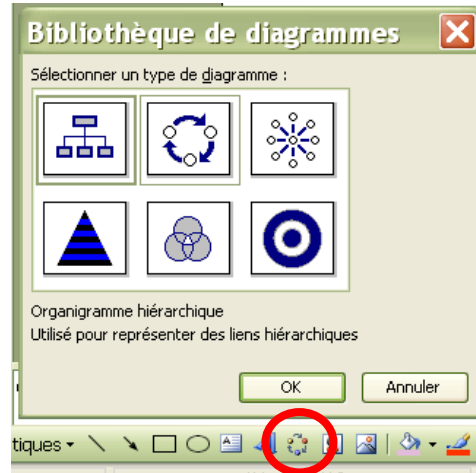 Bibliothèque de diagrammes
Sélectionner un type de diagramme :
Organigramme hiérarchique
Utilisé pour représenter des liens hiérarchiques
OK Annuler
tiques